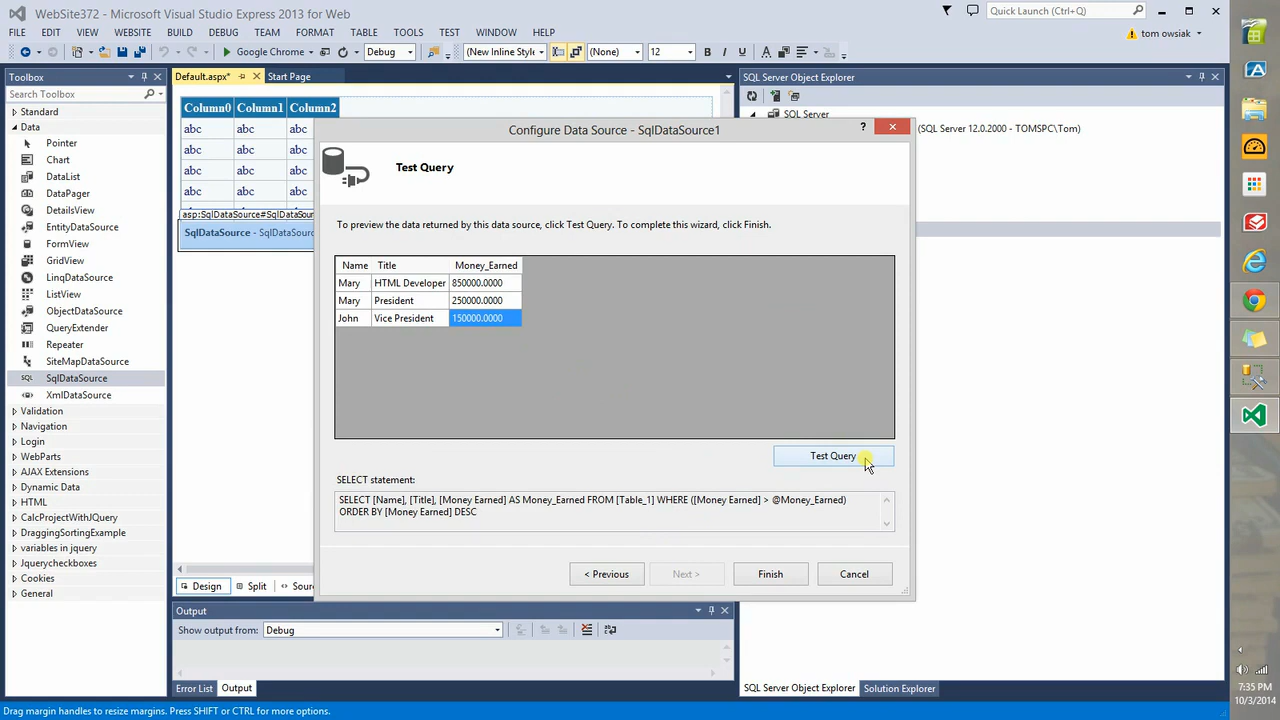 WebSite372 - Microsoft Visual Studio Express 2013 for Web
Quick Launch (Ctrl+Q)
FILE EDIT VIEW WEBSITE BUILD DEBUG TEAM FORMAT TABLE TOOLS TEST WINDOW HELP
tom owsiak
Google Chrome Debug (New Inline Style) (None) 12 B I U A
Toolbox
Default.aspx* Start Page
SQL Server Object Explorer
Search Toolbox
Standard
Data
Pointer
Chart
DataList
DataPager
DetailsView
EntityDataSource
FormView
GridView
LinqDataSource
ListView
ObjectDataSource
QueryExtender
Repeater
SiteMapDataSource
SQL SqlDataSource
XmlDataSource
Validation
Navigation
Login
WebParts
AJAX Extensions
Dynamic Data
HTML
CalcProjectWithJQuery
DraggingSortingExample
variables in jquery
Jquerycheckboxes
Cookies
General
Column0 Column1 Column2
abc abc abc
abc abc abc
abc abc abc
abc abc abc
asp:SqlDataSource#SqlDataSour
SqlDataSource - SqlDataSourc
Design Split Sour
SQL Server
(SQL Server 12.0.2000 - TOMSPC\Tom)
Configure Data Source - SqlDataSource1
?
Test Query
To preview the data returned by this data source, click Test Query. To complete this wizard, click Finish.
Name Title Money_Earned
Mary HTML Developer 850000.0000
Mary President 250000.0000
John Vice President 150000.0000
Test Query
SELECT statement:
SELECT [Name], [Title], [Money Earned] AS Money_Earned FROM [Table_1] WHERE ([Money Earned] > @Money_Earned)
ORDER BY [Money Earned] DESC
< Previous Next > Finish Cancel
Output
Show output from: Debug
Error List Output
SQL Server Object Explorer Solution Explorer
Drag margin handles to resize margins. Press SHIFT or CTRL for more options.
7:35 PM
10/3/2014